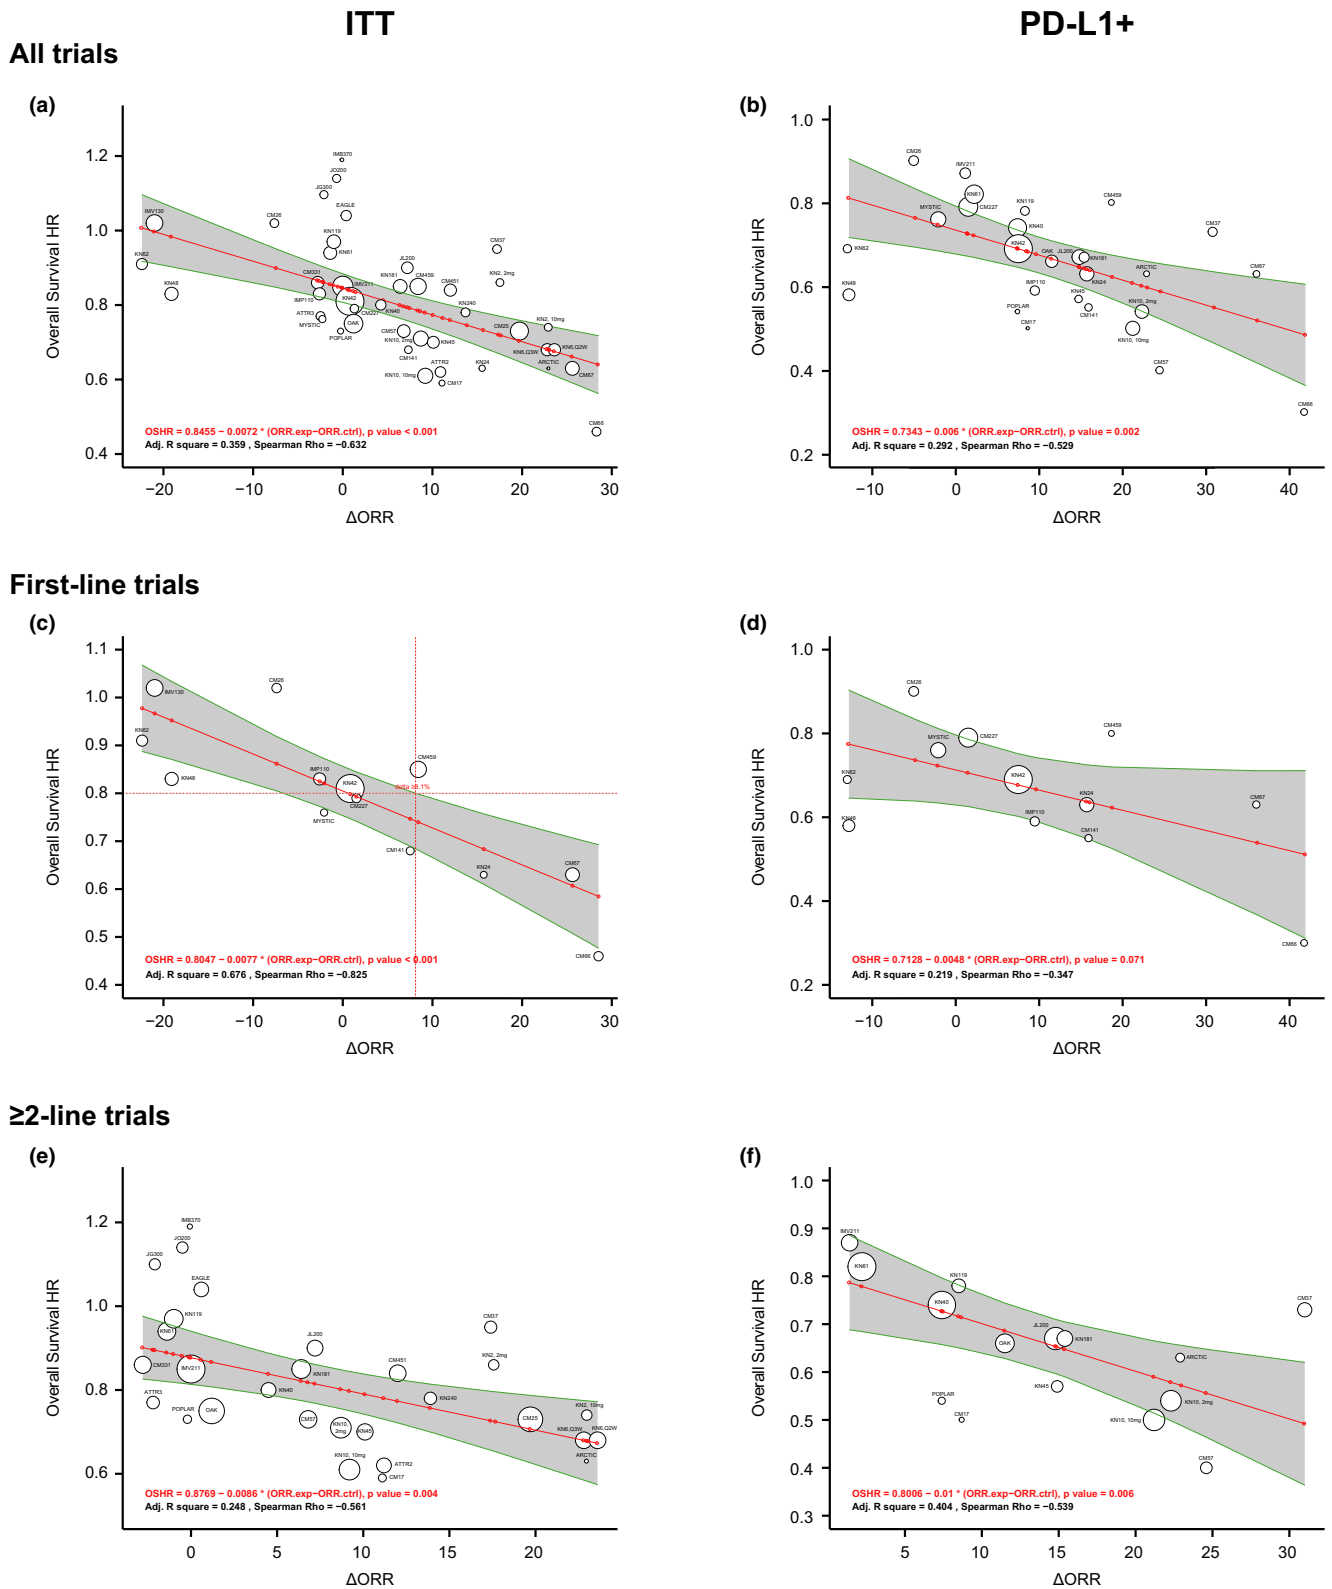 ITT
PD-L1+
All trials
(a)
Overall Survival HR
1.2
1.0
0.8
0.6
0.4
IMB370
JO200
JG300
EAGLE
IMV130
CM26
KN119
KN61
CM37
KN62
KN48
CM331
KN181
JL200
CM459
CM451
KN2, 2mg
IMV211
IMP110
KN42
KN40
KN240
ATTR3
MYSTIC
CM227
OAK
POPLAR
CM57
KN10, 2mg
KN45
CM25
KN2, 10mg
CM141
KN6,Q3W
KN6,Q2W
KN10, 10mg
ATTR2
CM17
KN24
ARCTIC
CM67
CM66
OSHR = 0.8455 − 0.0072 * (ORR.exp−ORR.ctrl), p value < 0.001
Adj. R square = 0.359 , Spearman Rho = −0.632
−20 −10 0 10 20 30
ΔORR
(b)
Overall Survival HR
1.0
0.8
0.6
0.4
0.2
CM26
IMV211
KN61
CM227
MYSTIC
KN119
KN40
CM459
CM37
KN62
KN42
OAK
JL200
KN181
KN48
IMP110
KN24
ARCTIC
CM67
POPLAR
CM17
KN45
CM141
KN10, 2mg
KN10, 10mg
CM57
CM66
OSHR = 0.7343 − 0.006 * (ORR.exp−ORR.ctrl), p value = 0.002
Adj. R square = 0.292 , Spearman Rho = −0.529
−10 0 10 20 30 40
ΔORR
First-line trials
(c)
Overall Survival HR
1.1
1.0
0.9
0.8
0.7
0.6
0.5
0.4
IMV130
CM26
KN62
KN48
IMP110
KN42
CM227
MYSTIC
CM459
delta ≥8.1%
CM141
KN24
CM67
CM66
OSHR = 0.8047 − 0.0077 * (ORR.exp−ORR.ctrl), p value < 0.001
Adj. R square = 0.676 , Spearman Rho = −0.825
−20 −10 0 10 20 30
ΔORR
(d)
Overall Survival HR
1.0
0.8
0.6
0.4
0.2
CM26
MYSTIC
CM227
CM459
KN62
KN42
KN48
IMP110
KN24
CM141
CM67
CM66
OSHR = 0.7128 − 0.0048 * (ORR.exp−ORR.ctrl), p value = 0.071
Adj. R square = 0.219 , Spearman Rho = −0.347
−10 0 10 20 30 40
ΔORR
≥2-line trials
(e)
Overall Survival HR
1.2
1.0
0.8
0.6
IMB370
JO200
JG300
EAGLE
KN119
KN61
CM37
CM331
IMV211
JL200
KN181
CM451
KN2, 2mg
ATTR3
KN40
KN240
POPLAR
OAK
CM57
KN10, 2mg
KN45
CM25
KN2, 10mg
KN6,Q3W
KN6,Q2W
KN10, 10mg
ATTR2
CM17
ARCTIC
OSHR = 0.8769 − 0.0086 * (ORR.exp−ORR.ctrl), p value = 0.004
Adj. R square = 0.248 , Spearman Rho = −0.561
0 5 10 15 20
ΔORR
(f)
Overall Survival HR
1.0
0.9
0.8
0.7
0.6
0.5
0.4
0.3
IMV211
KN61
KN119
KN40
CM37
JL200
KN181
OAK
ARCTIC
KN45
POPLAR
CM17
KN10, 2mg
KN10, 10mg
CM57
OSHR = 0.8006 − 0.01 * (ORR.exp−ORR.ctrl), p value = 0.006
Adj. R square = 0.404 , Spearman Rho = −0.539
5 10 15 20 25 30
ΔORR